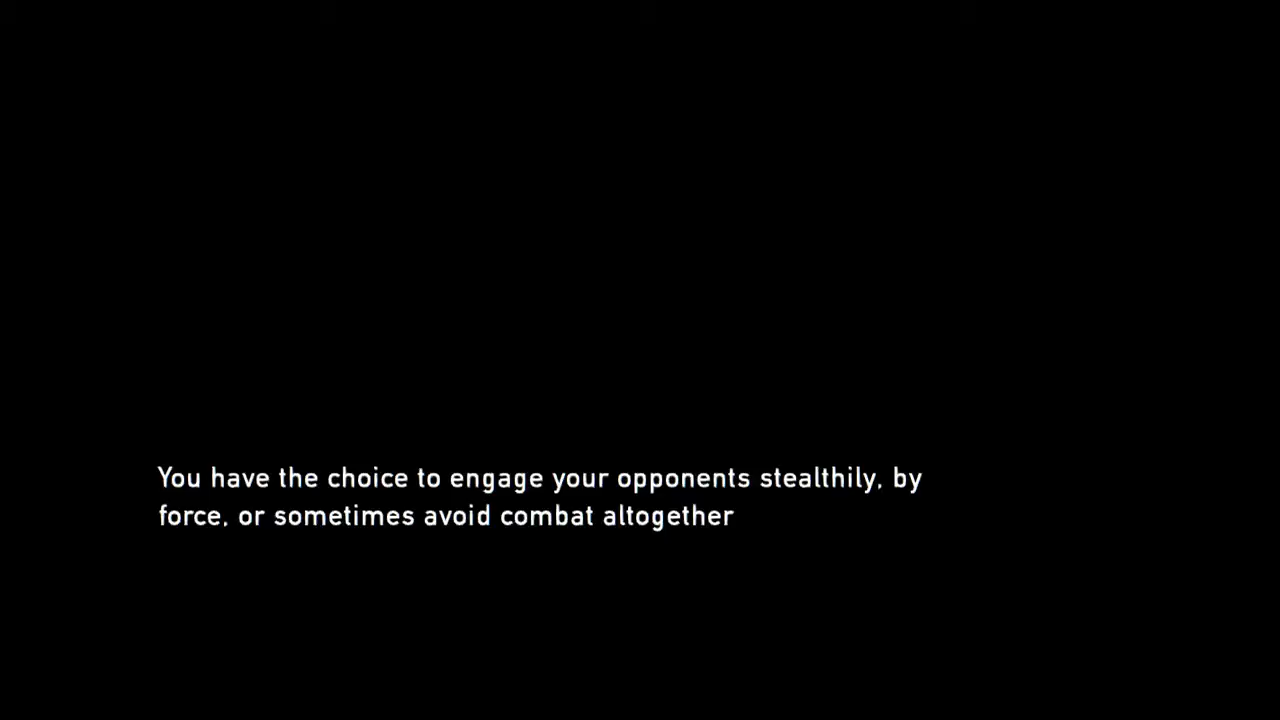 You have the choice to engage your opponents stealthily, by
force, or sometimes avoid combat altogether